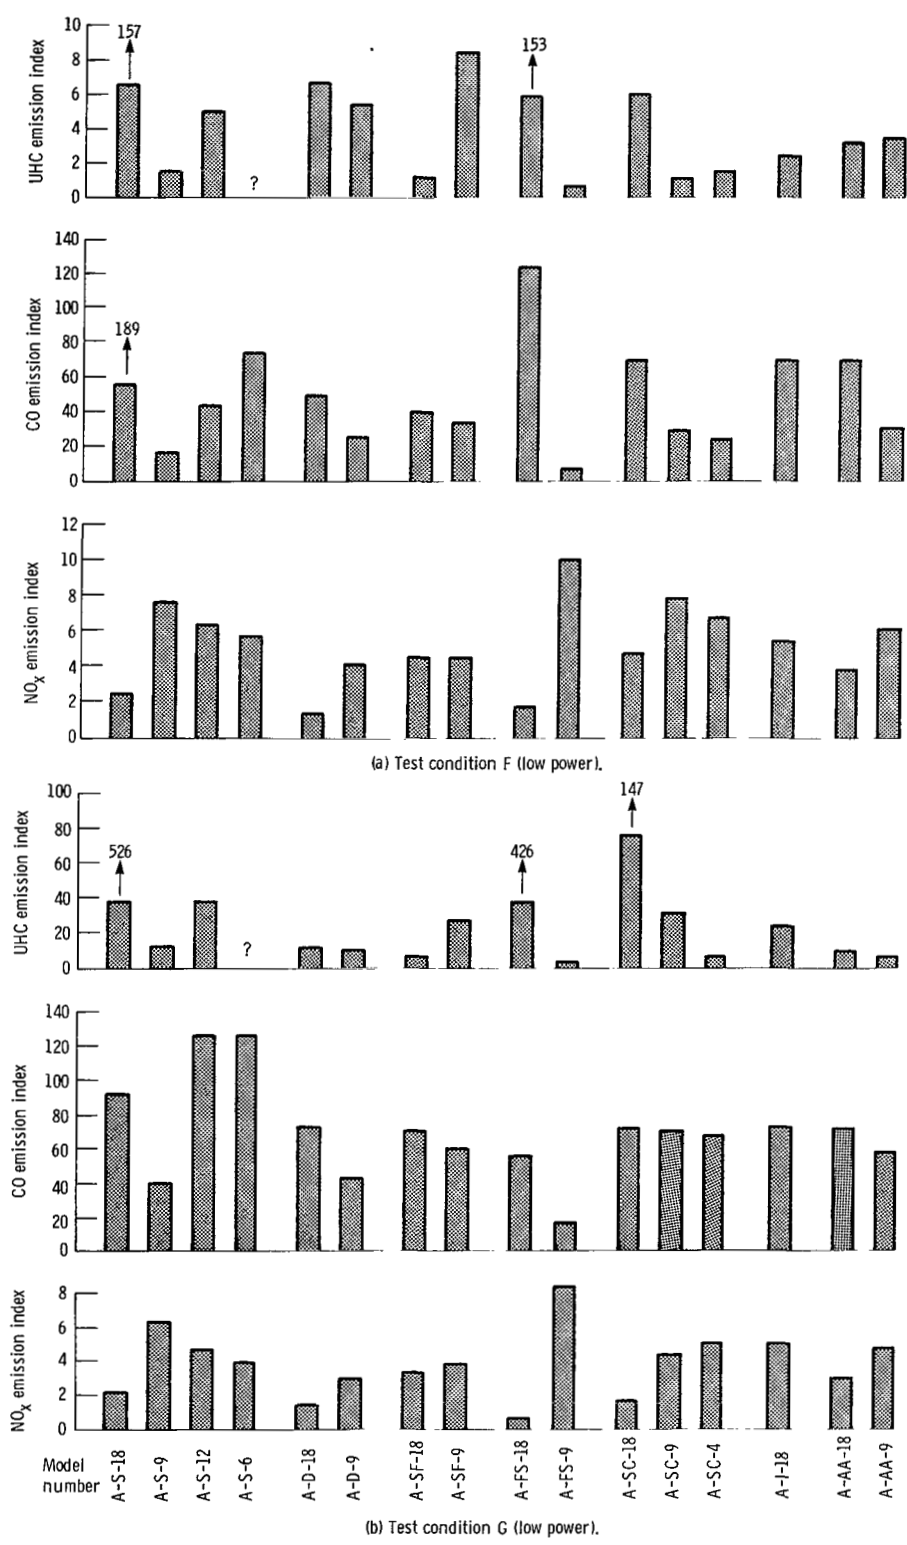 10
8
6
4
2
0
UHC emission index
157
?
153
140
120
100
80
60
40
20
0
CO emission index
189
12
10
8
6
4
2
0
NOx emission index
(a) Test condition F (low power).
100
80
60
40
20
0
UHC emission index
526
?
426
147
140
120
100
80
60
40
20
0
CO emission index
8
6
4
2
0
NOx emission index
Model
number
A-S-18
A-S-9
A-S-12
A-S-6
A-D-18
A-D-9
A-SF-18
A-SF-9
A-FS-18
A-FS-9
A-SC-18
A-SC-9
A-SC-4
A-I-18
A-AA-18
A-AA-9
(b) Test condition G (low power).